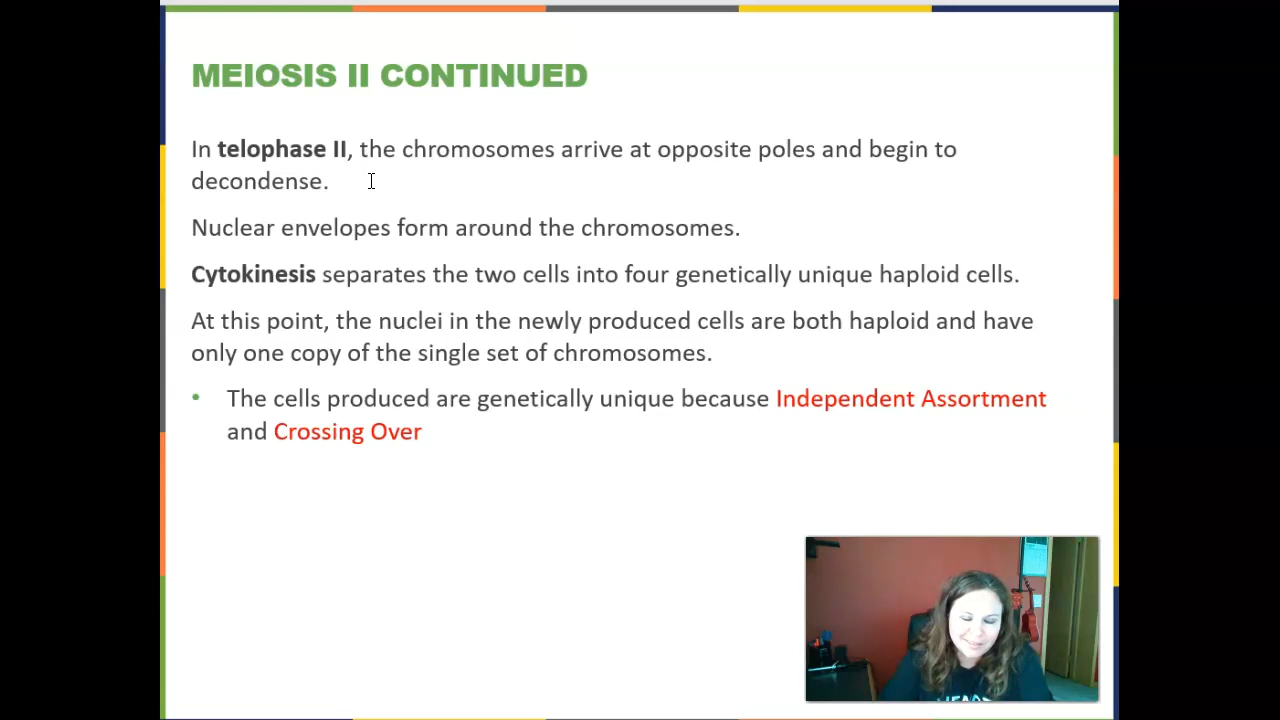 MEIOSIS II CONTINUED
In telophase II, the chromosomes arrive at opposite poles and begin to
decondense.
Nuclear envelopes form around the chromosomes.
Cytokinesis separates the two cells into four genetically unique haploid cells.
At this point, the nuclei in the newly produced cells are both haploid and have
only one copy of the single set of chromosomes.
• The cells produced are genetically unique because Independent Assortment
and Crossing Over